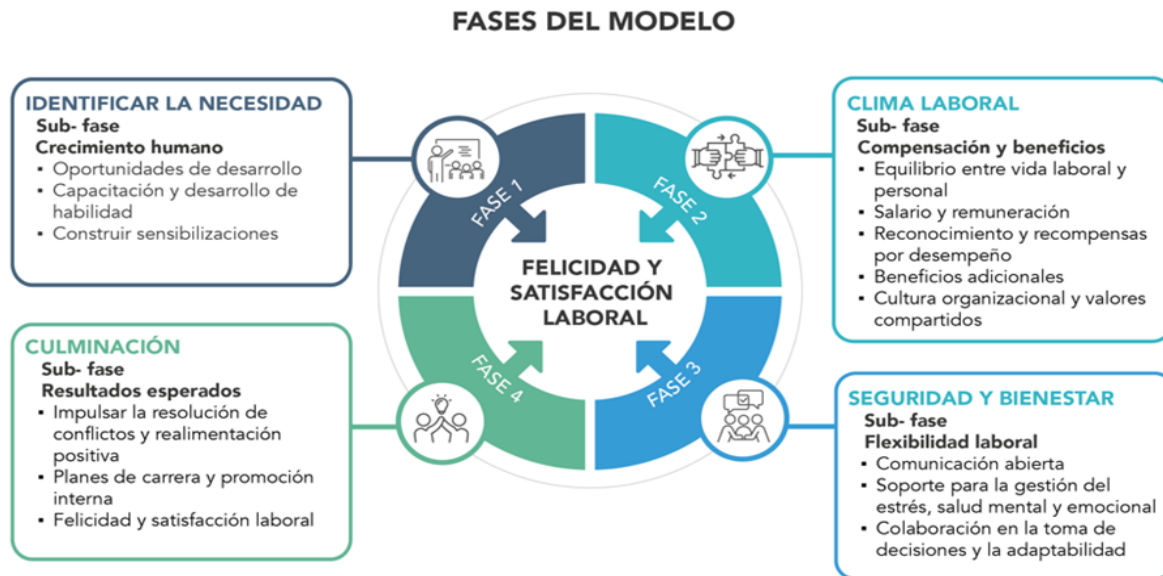 FASES DEL MODELO
IDENTIFICAR LA NECESIDAD
Sub- fase
Crecimiento humano
▪ Oportunidades de desarrollo
▪ Capacitación y desarrollo de
habilidad
▪ Construir sensibilizaciones
CLIMA LABORAL
Sub- fase
Compensación y beneficios
▪ Equilibrio entre vida laboral y
personal
▪ Salario y remuneración
▪ Reconocimiento y recompensas
por desempeño
▪ Beneficios adicionales
▪ Cultura organizacional y valores
compartidos
FASE 1
FASE 2
FELICIDAD Y
SATISFACCIÓN
LABORAL
FASE 4
FASE 3
CULMINACIÓN
Sub- fase
Resultados esperados
▪ Impulsar la resolución de
conflictos y realimentación
positiva
▪ Planes de carrera y promoción
interna
▪ Felicidad y satisfacción laboral
SEGURIDAD Y BIENESTAR
Sub- fase
Flexibilidad laboral
▪ Comunicación abierta
▪ Soporte para la gestión del
estrés, salud mental y emocional
▪ Colaboración en la toma de
decisiones y la adaptabilidad